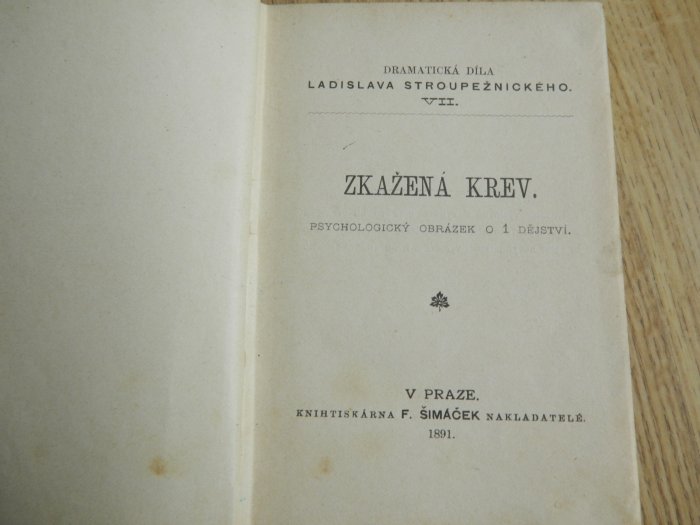 DRAMATICKÁ DÍLA
LADISLAVA STROUPEŽNICKÉHO.
VII.
ZKAŽENÁ KREV.
PSYCHOLOGICKÝ OBRÁZEK O 1 DĚJSTVÍ.
V PRAZE.
KNIHTISKÁRNA F. ŠIMÁČEK NAKLADATELÉ.
1891.